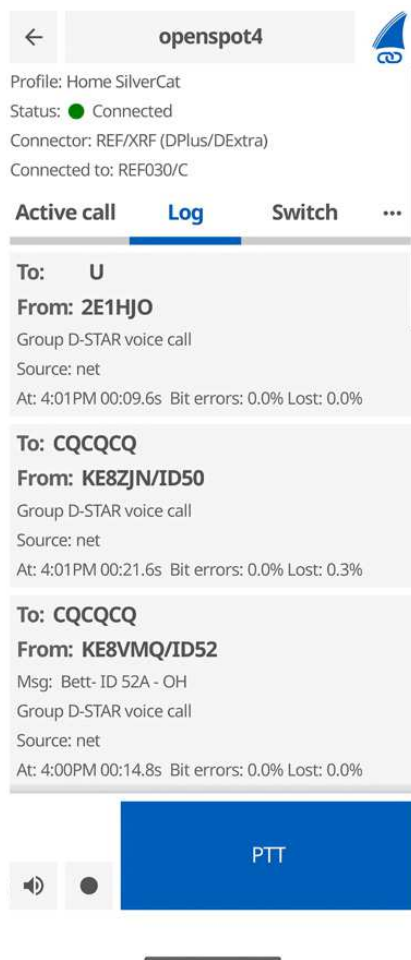 openspot4
Profile: Home SilverCat
Status: Connected
Connector: REF/XRF (DPlus/DExtra)
Connected to: REF030/C
Active call Log Switch ...
To: U
From: 2E1HJO
Group D-STAR voice call
Source: net
At: 4:01PM 00:09.6s Bit errors: 0.0% Lost: 0.0%
To: CQCQCQ
From: KE8ZJN/ID50
Group D-STAR voice call
Source: net
At: 4:01PM 00:21.6s Bit errors: 0.0% Lost: 0.3%
To: CQCQCQ
From: KE8VMQ/ID52
Msg: Bett- ID 52A - OH
Group D-STAR voice call
Source: net
At: 4:00PM 00:14.8s Bit errors: 0.0% Lost: 0.0%
PTT